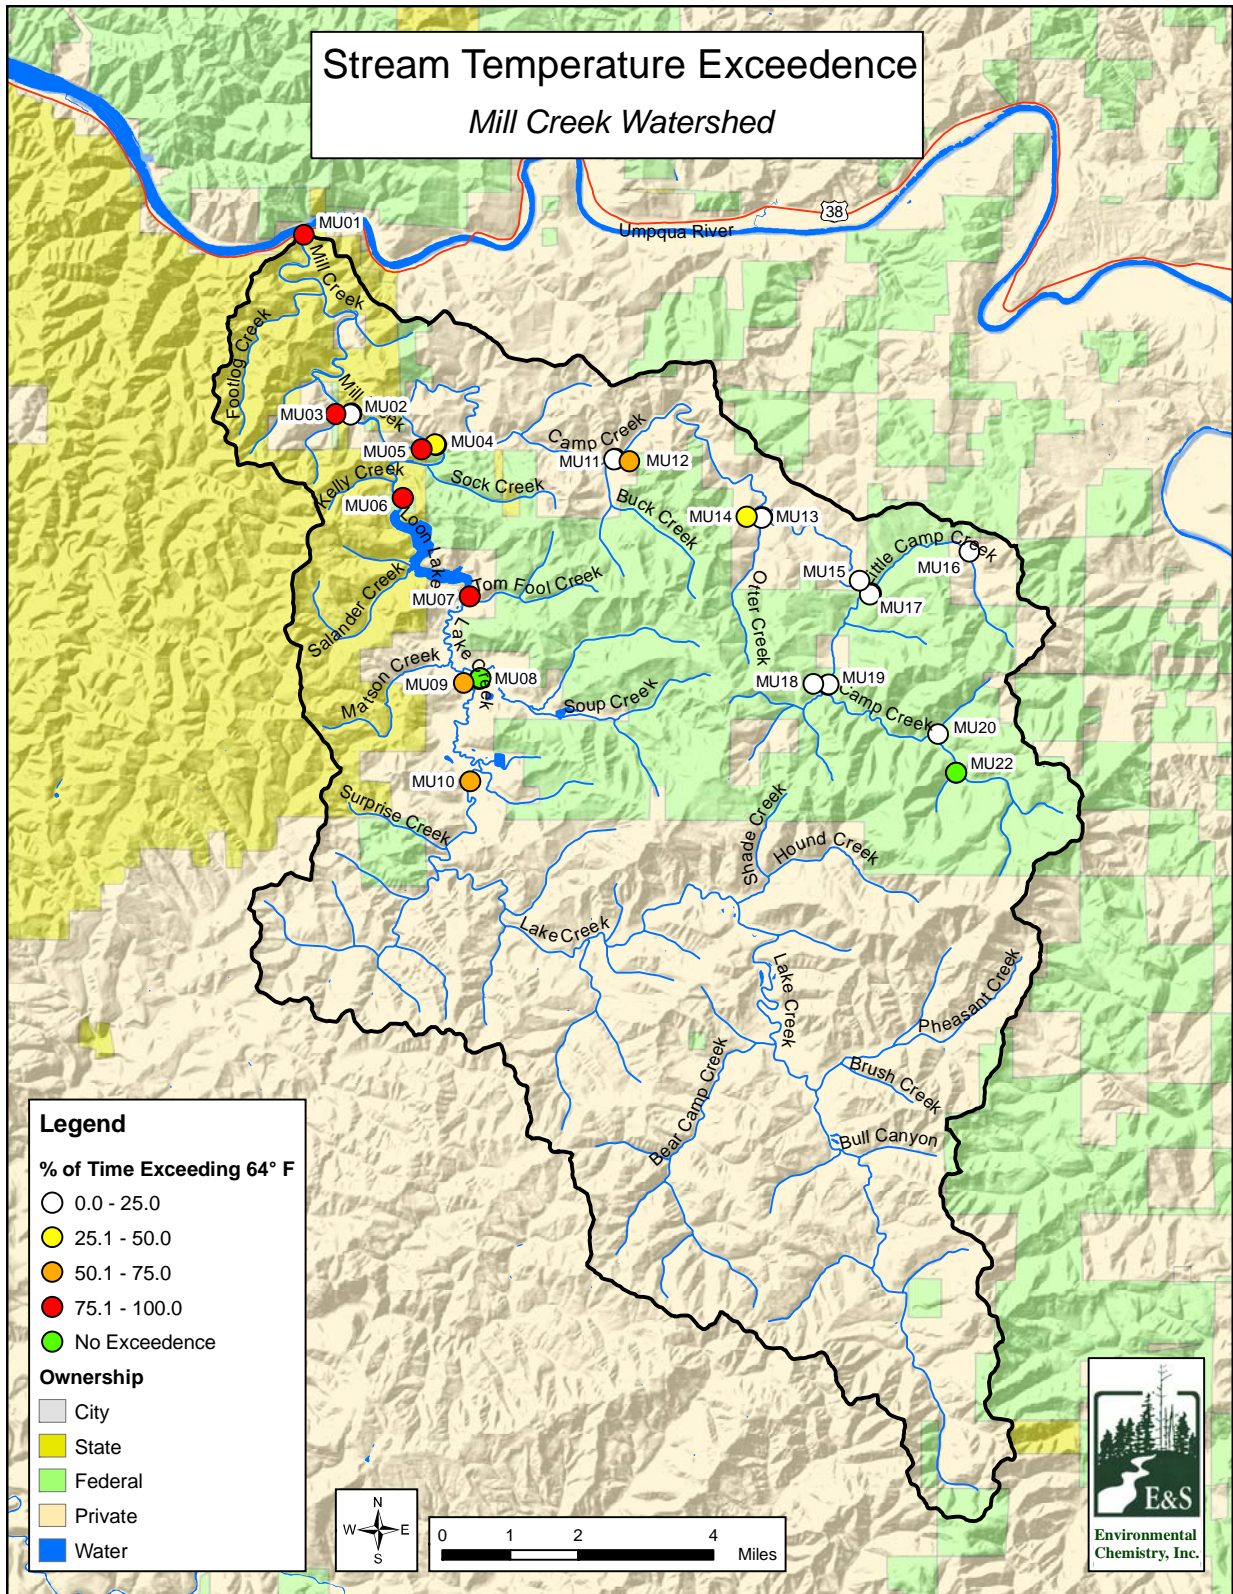 Stream Temperature Exceedence
Mill Creek Watershed
38
Umpqua River
MU01
Mill Creek
Footlog Creek
Mill Creek
MU03
MU02
MU04
MU05
Camp Creek
MU11
MU12
Kelly Creek
Sock Creek
MU06
Buck Creek
MU14
MU13
Loon Lake
Little Camp Creek
MU16
MU15
MU17
Salander Creek
Tom Fool Creek
MU07
Otter Creek
Lake Creek
Matson Creek
MU08
MU09
Soup Creek
MU18
MU19
Camp Creek
MU20
MU22
MU10
Surprise Creek
Shade Creek
Hound Creek
Lake Creek
Lake Creek
Pheasant Creek
Brush Creek
Bear Camp Creek
Bull Canyon
Legend
% of Time Exceeding 64° F
0.0 - 25.0
25.1 - 50.0
50.1 - 75.0
75.1 - 100.0
No Exceedence
Ownership
City
State
Federal
Private
Water
N
W E
S
0 1 2 4
Miles
E&S
Environmental
Chemistry, Inc.